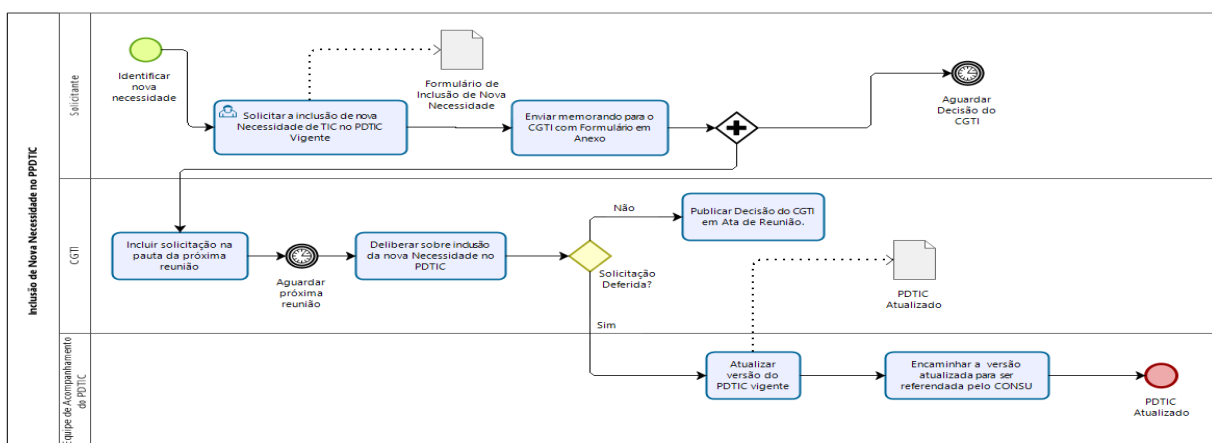 Inclusão de Nova Necessidade no PPDTIC
Solicitante
Identificar
nova
necessidade
Solicitar a inclusão de nova
Necessidade de TIC no PDTIC
Vigente
Formulário de
Inclusão de Nova
Necessidade
Enviar memorando para o
CGTI com Formulário em
Anexo
Aguardar
Decisão do
CGTI
CGTI
Incluir solicitação na
pauta da próxima
reunião
Aguardar
próxima
reunião
Deliberar sobre inclusão
da nova Necessidade no
PDTIC
Solicitação
Deferida?
Não
Publicar Decisão do CGTI
em Ata de Reunião.
PDTIC
Atualizado
Sim
Equipe de Acompanhamento
do PDTIC
Atualizar
versão do
PDTIC vigente
Encaminhar a versão
atualizada para ser
referendada pelo CONSU
PDTIC
Atualizado